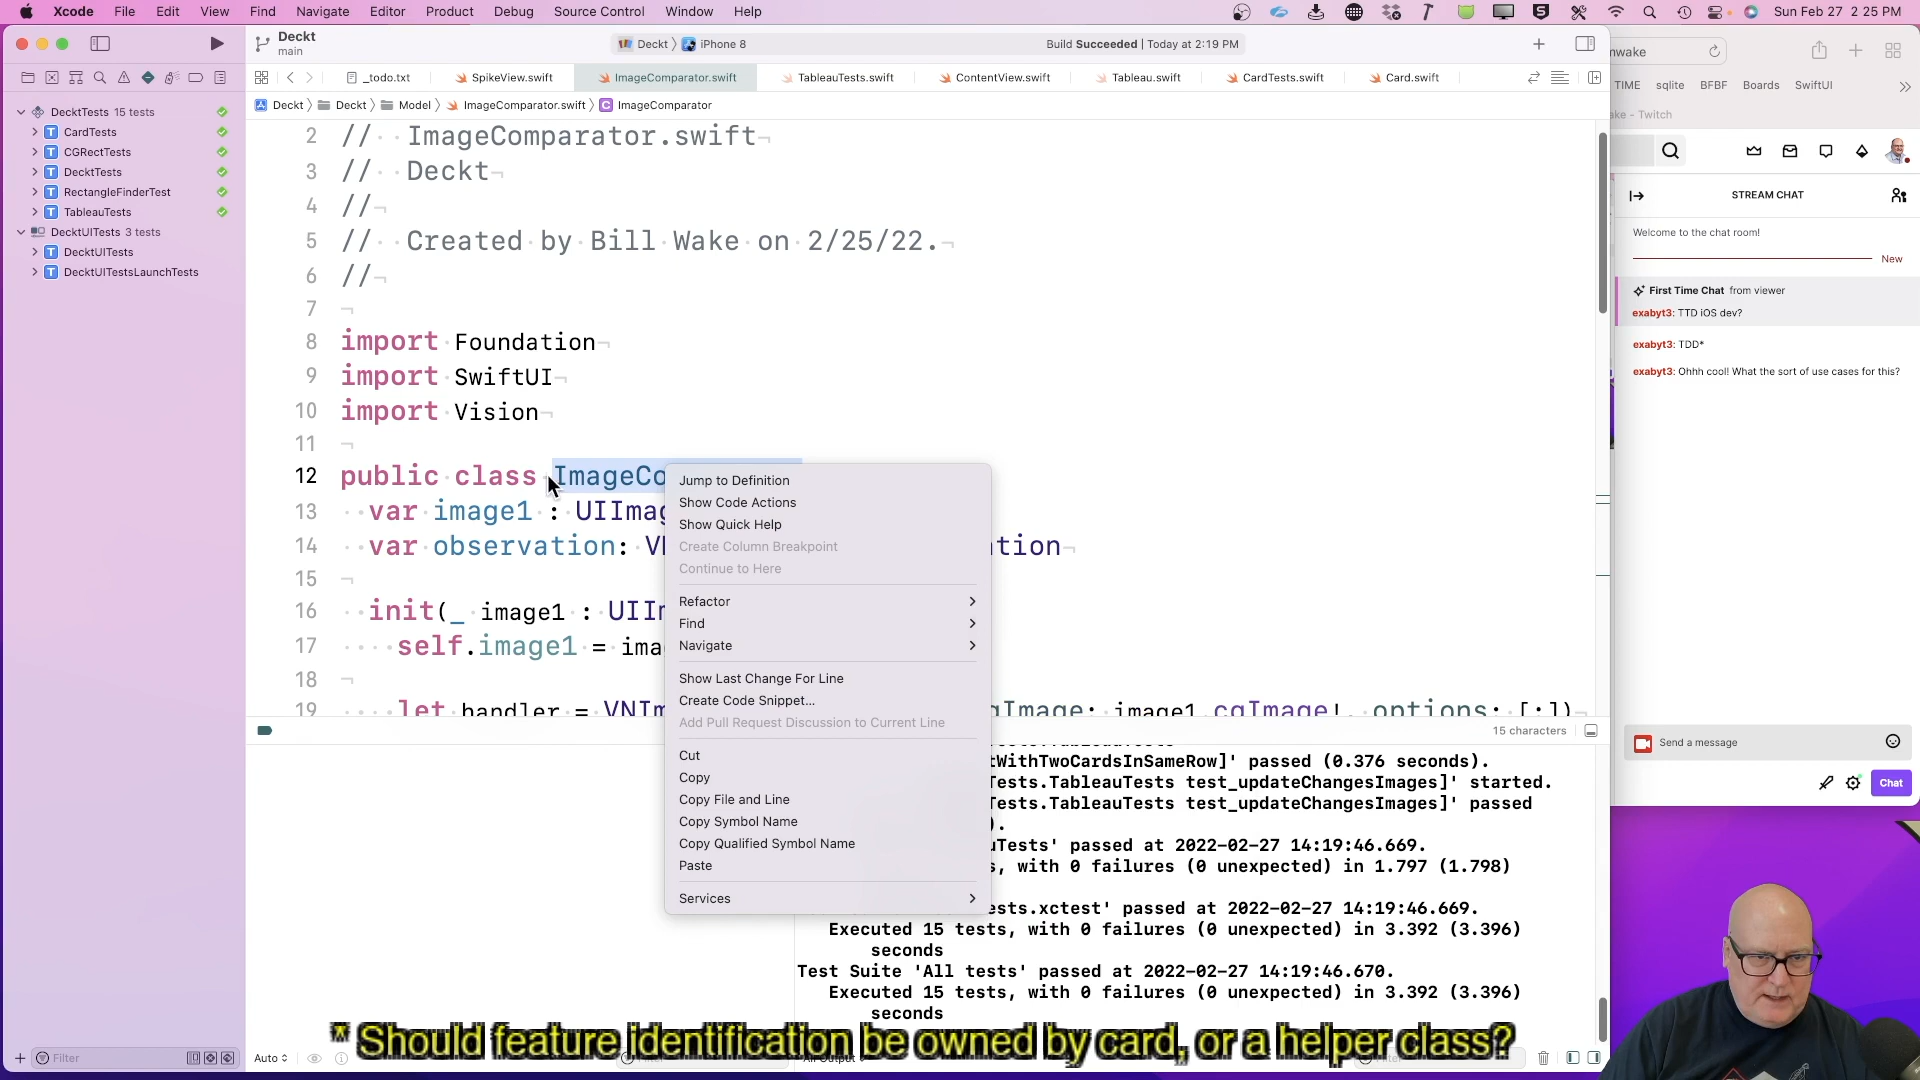 Xcode File Edit View Find Navigate Editor Product Debug Source Control Window Help Sun Feb 27 2:25 PM
Deckt
main
Deckt iPhone 8 Build Succeeded | Today at 2:19 PM
_todo.txt SpikeView.swift ImageComparator.swift TableauTests.swift ContentView.swift Tableau.swift CardTests.swift Card.swift
Deckt Deckt Model ImageComparator.swift ImageComparator
DecktTests 15 tests
CardTests
CGRectTests
DecktTests
RectangleFinderTest
TableauTests
DecktUITests 3 tests
DecktUITests
DecktUITestsLaunchTests
2 // ImageComparator.swift
3 // Deckt
4 //
5 // Created by Bill Wake on 2/25/22.
6 //
7
8 import Foundation
9 import SwiftUI
10 import Vision
11
12 public class ImageCo
13 var image1 : UIImag
14 var observation: VN ation
15
16 init(_ image1 : UIIm
17 self.image1 = ima
18
19 let handler = VNIm gImage: image1.cgImage!, options: [:])
Jump to Definition
Show Code Actions
Show Quick Help
Create Column Breakpoint
Continue to Here
Refactor
Find
Navigate
Show Last Change For Line
Create Code Snippet...
Add Pull Request Discussion to Current Line
Cut
Copy
Copy File and Line
Copy Symbol Name
Copy Qualified Symbol Name
Paste
Services
15 characters
tWithTwoCardsInSameRow]' passed (0.376 seconds).
Tests.TableauTests test_updateChangesImages]' started.
Tests.TableauTests test_updateChangesImages]' passed
).
uTests' passed at 2022-02-27 14:19:46.669.
s, with 0 failures (0 unexpected) in 1.797 (1.798)
ests.xctest' passed at 2022-02-27 14:19:46.669.
Executed 15 tests, with 0 failures (0 unexpected) in 3.392 (3.396)
seconds
Test Suite 'All tests' passed at 2022-02-27 14:19:46.670.
Executed 15 tests, with 0 failures (0 unexpected) in 3.392 (3.396)
seconds
* Should feature identification be owned by card, or a helper class?
Filter
Auto
nwake
TIME sqlite BFBF Boards SwiftUI
ake - Twitch
STREAM CHAT
Welcome to the chat room!
New
First Time Chat from viewer
exabyt3: TTD iOS dev?
exabyt3: TDD*
exabyt3: Ohhh cool! What the sort of use cases for this?
Send a message
Chat